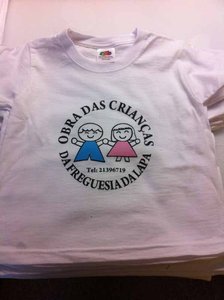 OBRA DAS CRIANÇAS
DA FREGUESIA DA LAPA
Tel: 21396719